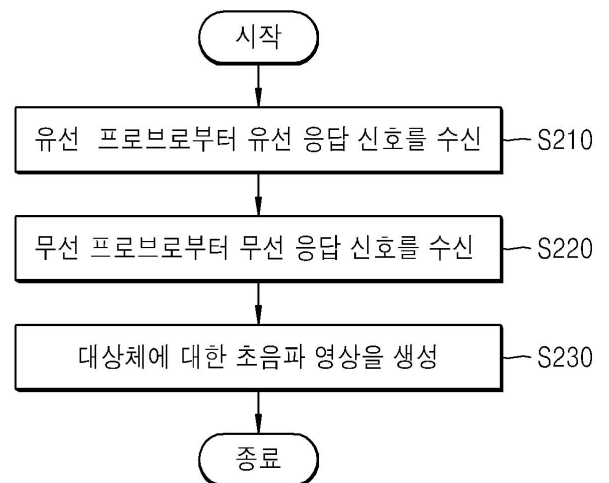 시작
유선 프로브로부터 유선 응답 신호를 수신
S210
무선 프로브로부터 무선 응답 신호를 수신
S220
대상체에 대한 초음파 영상을 생성
S230
종료